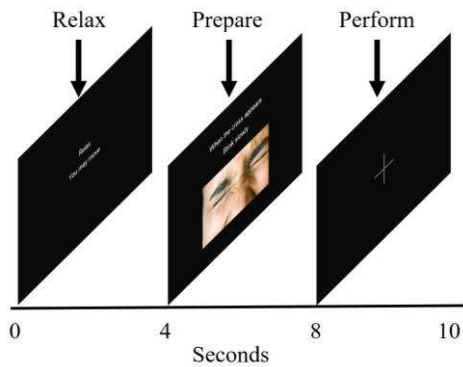 Relax Prepare Perform
Relax
You may move
When the cross appears
Blink slowly
0 4 8 10
Seconds